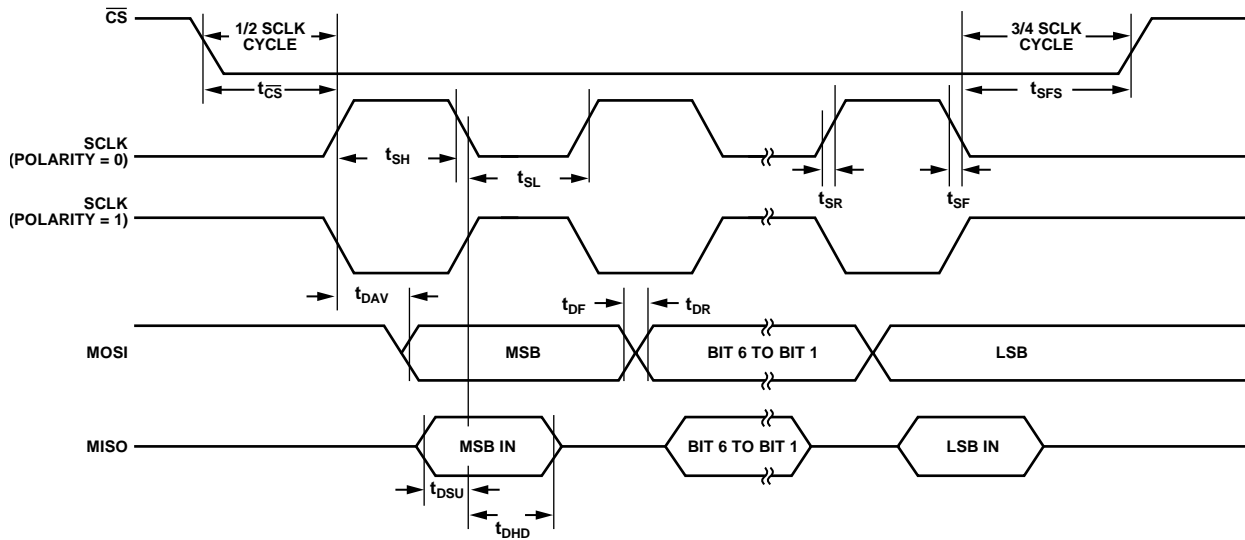 CS
1/2 SCLK
CYCLE
3/4 SCLK
CYCLE
tCS
tSFS
SCLK
(POLARITY = 0)
tSH
tSL
tSR
tSF
SCLK
(POLARITY = 1)
tDAV
tDF
tDR
MOSI
MSB
BIT 6 TO BIT 1
LSB
MISO
MSB IN
BIT 6 TO BIT 1
LSB IN
tDSU
tDHD